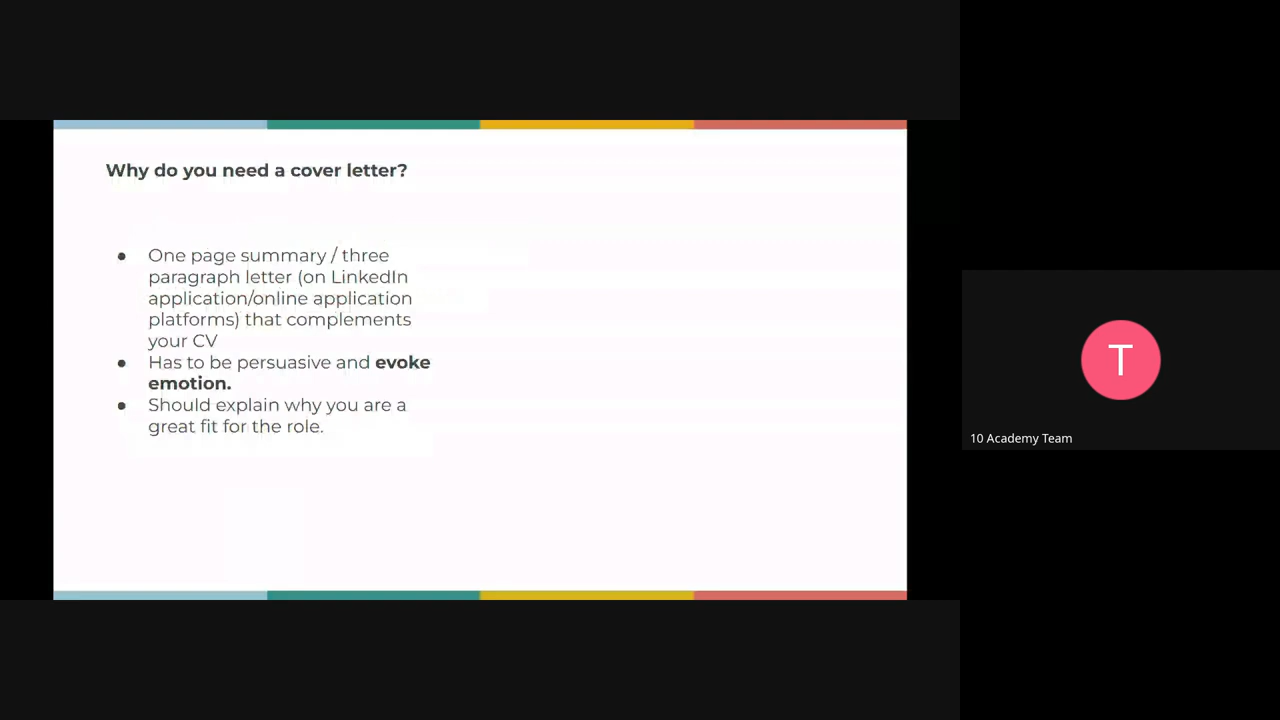 Why do you need a cover letter?
● One page summary / three
paragraph letter (on LinkedIn
application/online application
platforms) that complements
your CV
● Has to be persuasive and evoke
emotion.
● Should explain why you are a
great fit for the role.
T
10 Academy Team